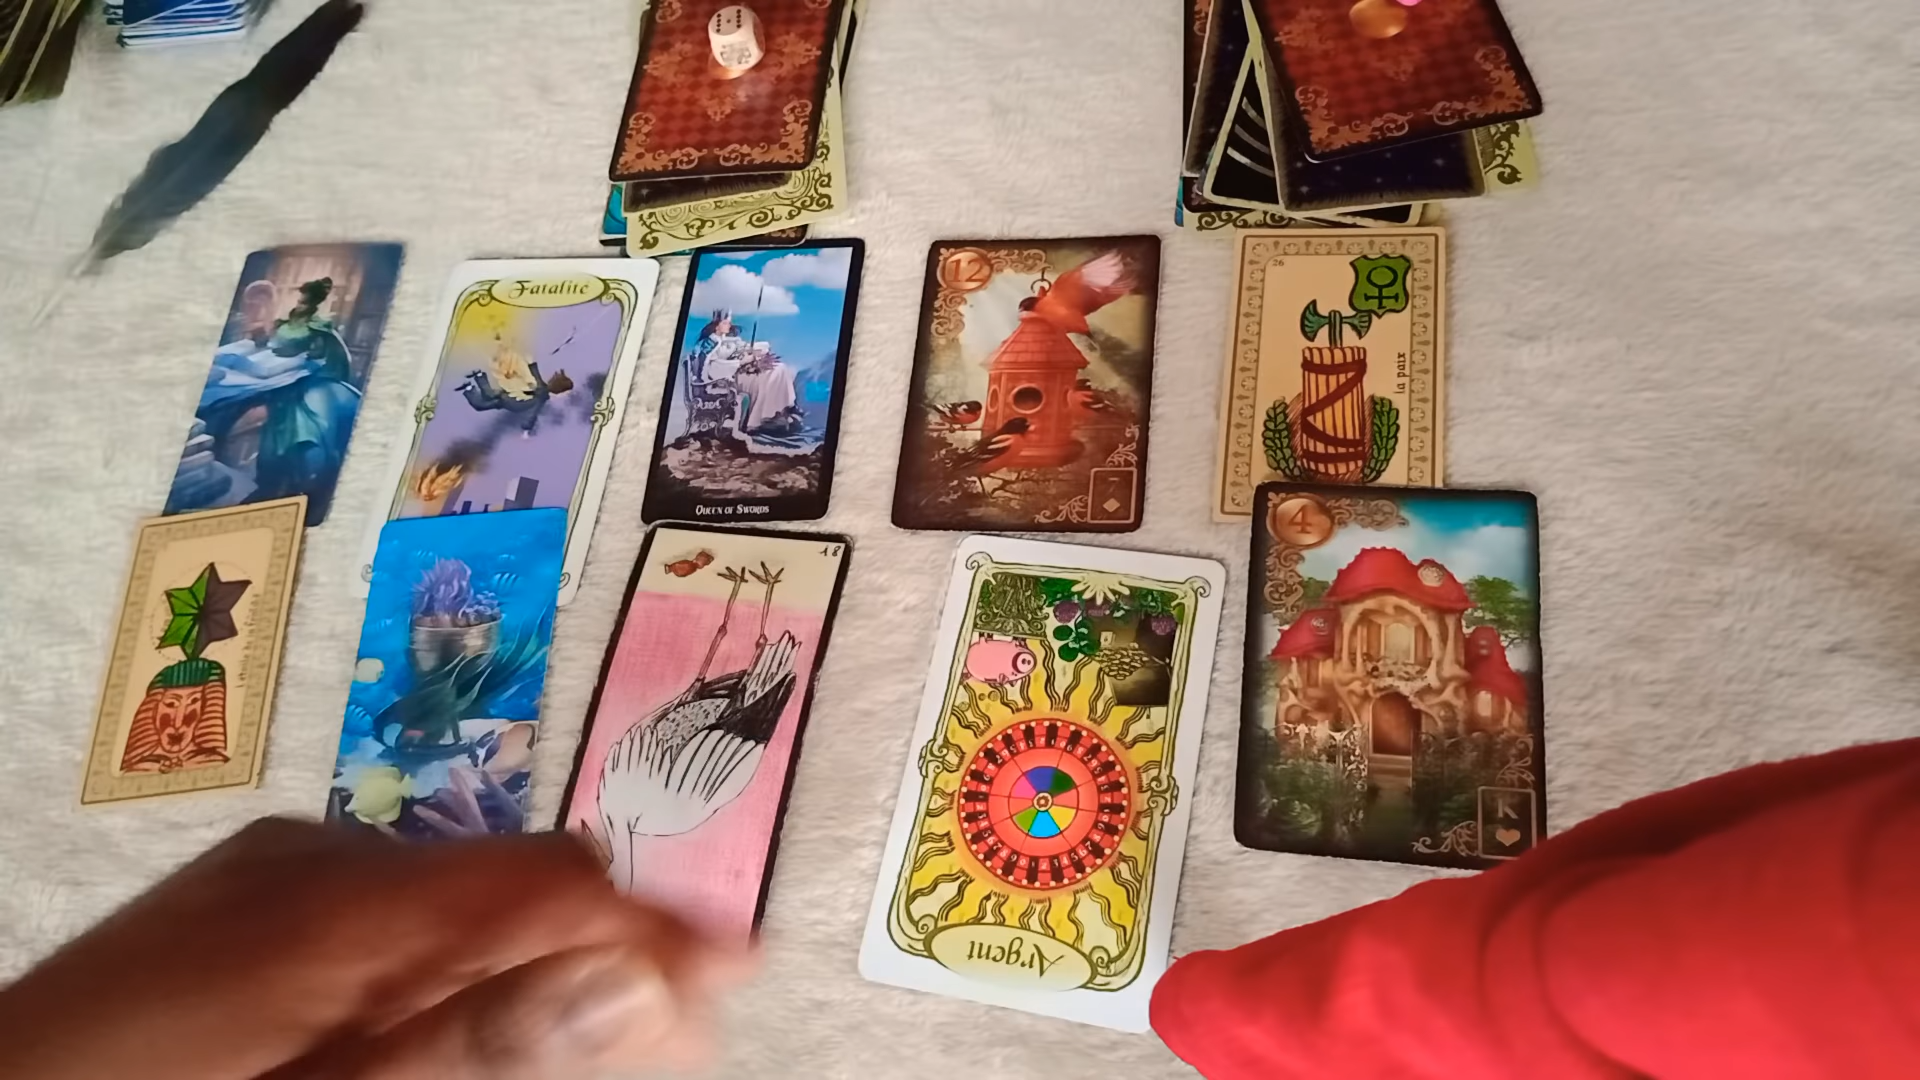 Fatalité
QUEEN OF SWORDS
12
7
26
la paix
18
Argent
4
K